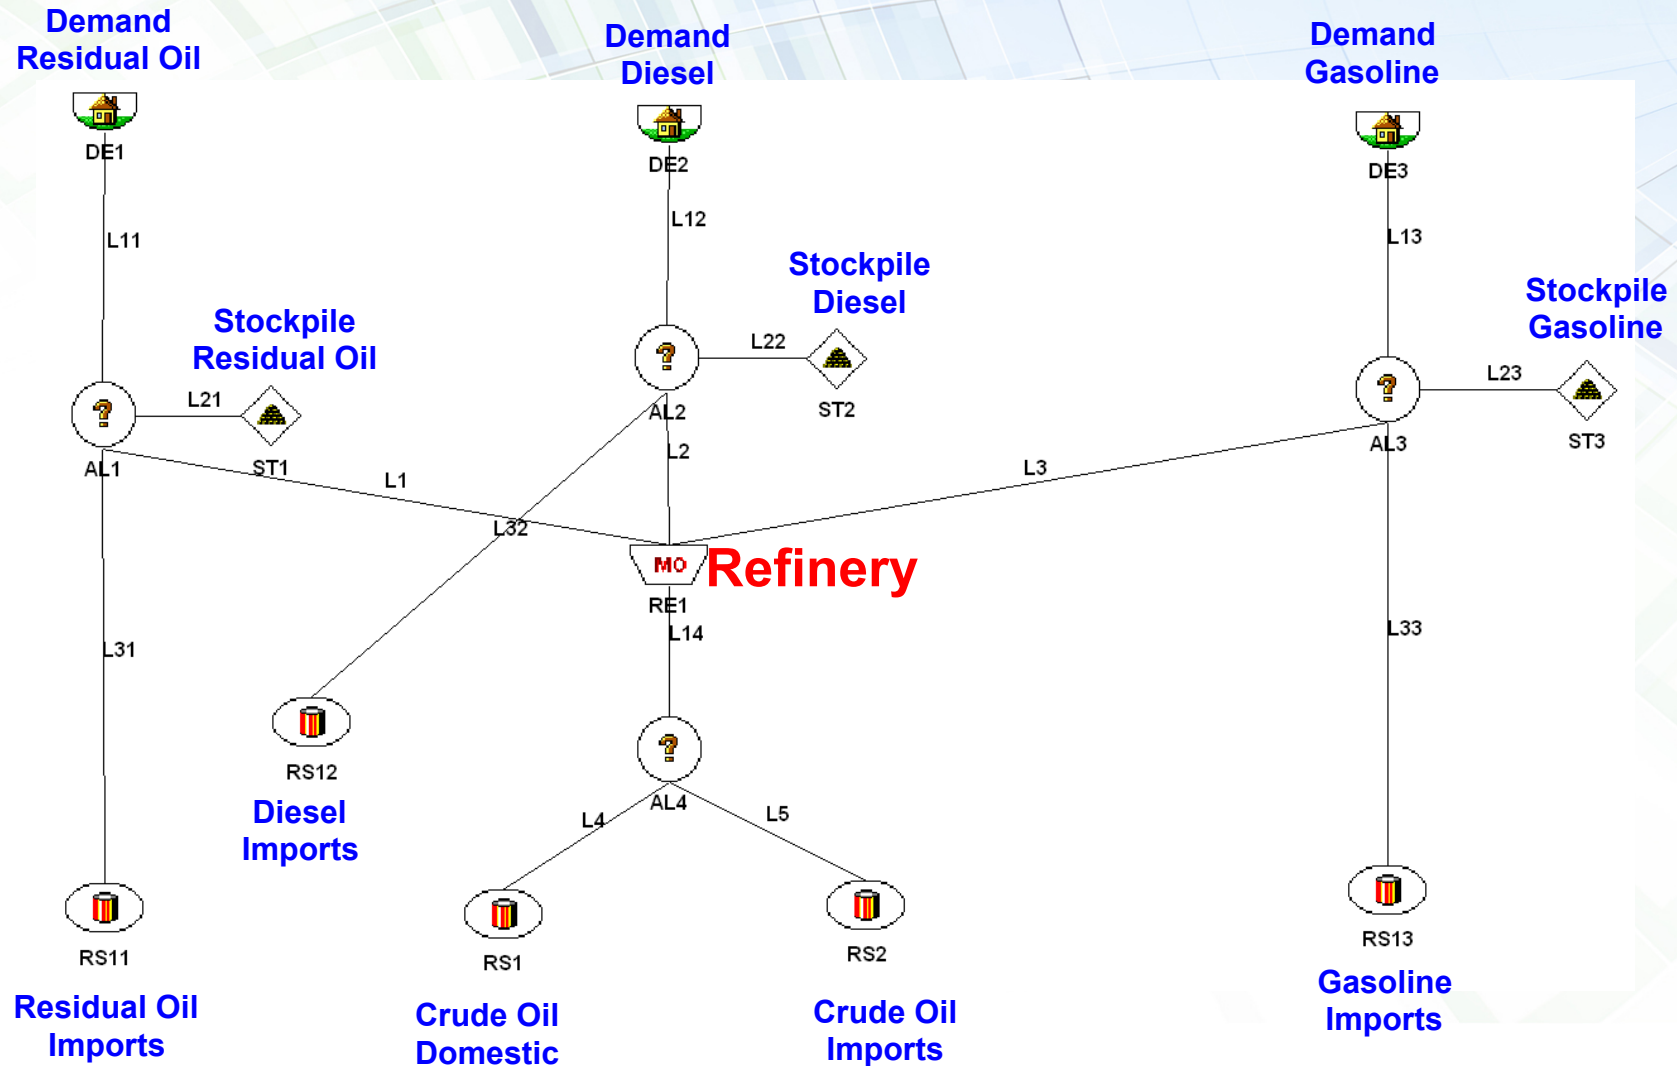 Demand
Residual Oil
Demand
Diesel
Demand
Gasoline
DE1
DE2
DE3
L11
L12
L13
Stockpile
Residual Oil
Stockpile
Diesel
Stockpile
Gasoline
L21
L22
L23
AL1
ST1
AL2
ST2
AL3
ST3
L1
L2
L3
L32
MO
Refinery
RE1
L14
L31
L33
RS12
Diesel
Imports
AL4
L4
L5
RS11
RS1
RS2
RS13
Residual Oil
Imports
Crude Oil
Domestic
Crude Oil
Imports
Gasoline
Imports